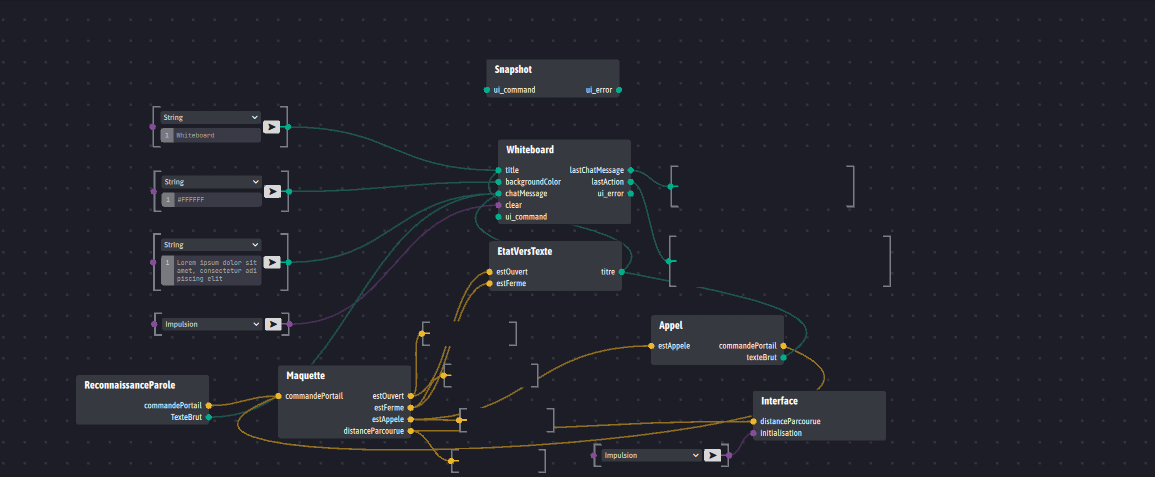 Snapshot
ui_command ui_error
String
1 Whiteboard
String
1 #FFFFFF
String
1 Lorem ipsum dolor sit
amet, consectetur adi
piscing elit
Impulsion
Whiteboard
title lastChatMessage
backgroundColor lastAction
chatMessage ui_error
clear
ui_command
EtatVersTexte
estOuvert titre
estFerme
Appel
estAppele commandePortail
texteBrut
ReconnaissanceParole
commandePortail
TexteBrut
Maquette
commandePortail estOuvert
estFerme
estAppele
distanceParcourue
Interface
distanceParcourue
Initialisation
Impulsion